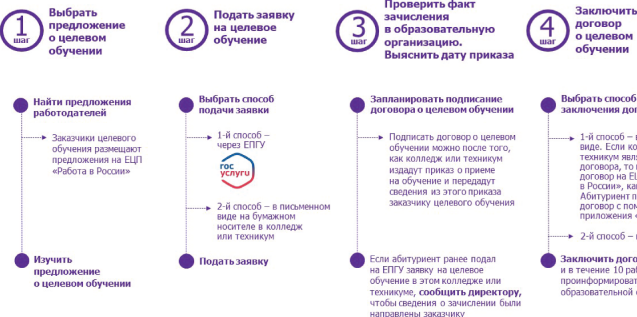 1
шаг
Выбрать
предложение
о целевом
обучении
Найти предложения
работодателей
Заказчики целевого
обучения размещают
предложения на ЕЦП
«Работа в России»
Изучить
предложение
о целевом обучении
2
шаг
Подать заявку
на целевое
обучение
Выбрать способ
подачи заявки
1-й способ –
через ЕПГУ
гос
услуги
2-й способ – в письменном
виде на бумажном
носителе в колледж
или техникум
Подать заявку
3
шаг
Проверить факт
зачисления
в образовательную
организацию.
Выяснить дату приказа
Запланировать подписание
договора о целевом обучении
Подписать договор о целевом
обучении можно после того,
как колледж или техникум
издадут приказ о приеме
на обучение и передадут
сведения из этого приказа
заказчику целевого обучения
Если абитуриент ранее подал
на ЕПГУ заявку на целевое
обучение в этом колледже или
техникуме, сообщить директору,
чтобы сведения о зачислении были
направлены заказчику
4
шаг
Заключить
договор
о целевом
обучении
Выбрать способ
заключения дог
1-й способ –
виде. Если ко
техникум явл
договора, то
договор на ЕЦ
в России», как
Абитуриент п
договор с пом
приложения «
2-й способ –
Заключить дого
и в течение 10 раб
проинформироват
образовательной о